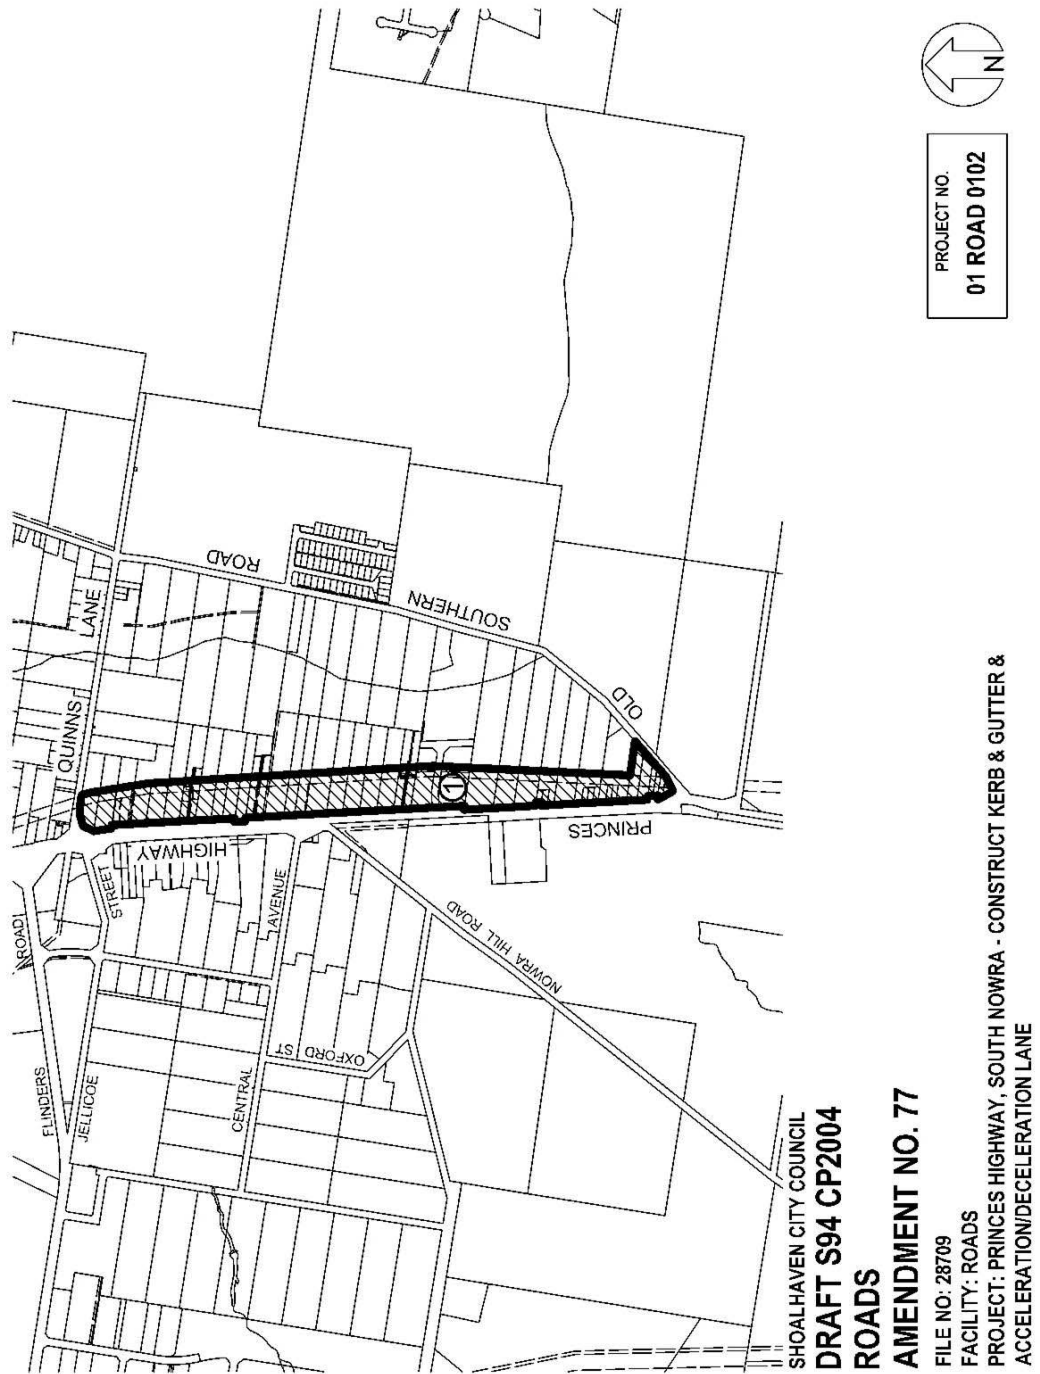 FLINDERS
ROAD
JELLICOE
STREET
HIGHWAY
QUINNS
LANE
ROAD
SOUTHERN
OLD
CENTRAL
AVENUE
OXFORD ST
NOWRA HILL ROAD
PRINCES
1
SHOALHAVEN CITY COUNCIL
DRAFT S94 CP2004
ROADS
AMENDMENT NO. 77
FILE NO: 28709
FACILITY: ROADS
PROJECT: PRINCES HIGHWAY, SOUTH NOWRA - CONSTRUCT KERB & GUTTER &
ACCELERATION/DECELERATION LANE
PROJECT NO.
01 ROAD 0102
N